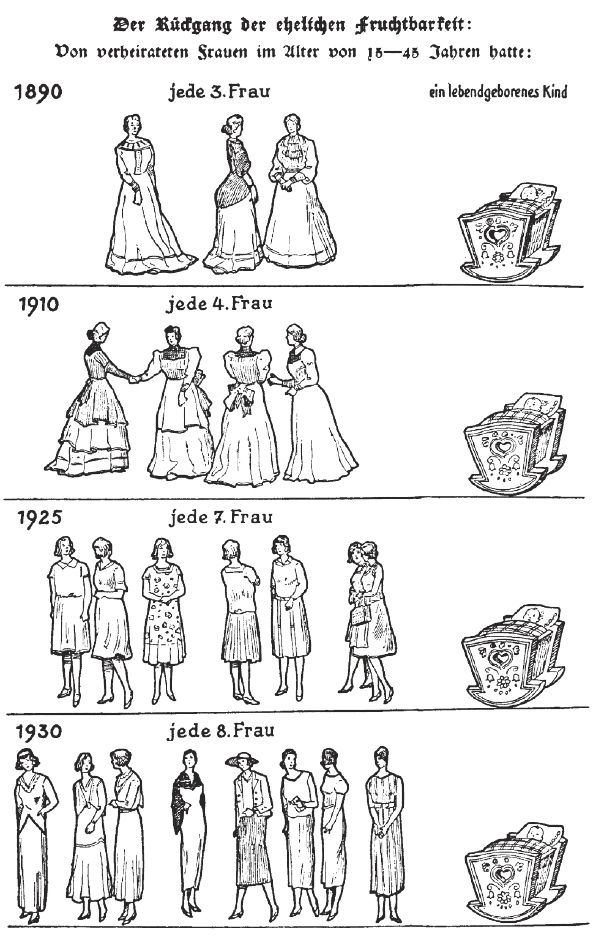 Der Rückgang der ehelichen Fruchtbarkeit:
Von verheirateten Frauen im Alter von 15—45 Jahren hatte:
1890 jede 3. Frau ein lebendgeborenes Kind
1910 jede 4. Frau
1925 jede 7. Frau
1930 jede 8. Frau